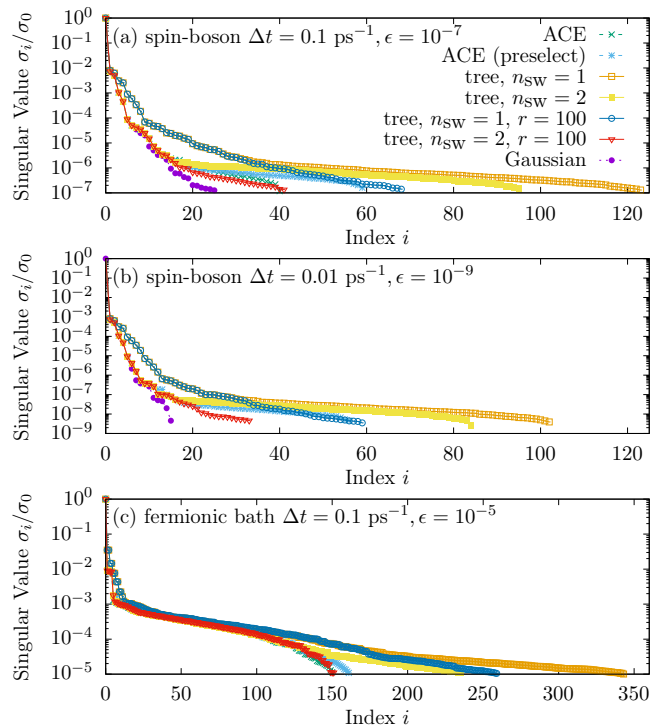 (a) spin-boson Δt = 0.1 ps⁻¹, ϵ = 10⁻⁷
ACE
ACE (preselect)
tree, n_SW = 1
tree, n_SW = 2
tree, n_SW = 1, r = 100
tree, n_SW = 2, r = 100
Gaussian
Singular Value σ_i/σ_0
10⁰
10⁻¹
10⁻²
10⁻³
10⁻⁴
10⁻⁵
10⁻⁶
10⁻⁷
0 20 40 60 80 100 120
Index i
(b) spin-boson Δt = 0.01 ps⁻¹, ϵ = 10⁻⁹
Singular Value σ_i/σ_0
10⁰
10⁻¹
10⁻²
10⁻³
10⁻⁴
10⁻⁵
10⁻⁶
10⁻⁷
10⁻⁸
10⁻⁹
0 20 40 60 80 100 120
Index i
(c) fermionic bath Δt = 0.1 ps⁻¹, ϵ = 10⁻⁵
Singular Value σ_i/σ_0
10⁰
10⁻¹
10⁻²
10⁻³
10⁻⁴
10⁻⁵
0 50 100 150 200 250 300 350
Index i